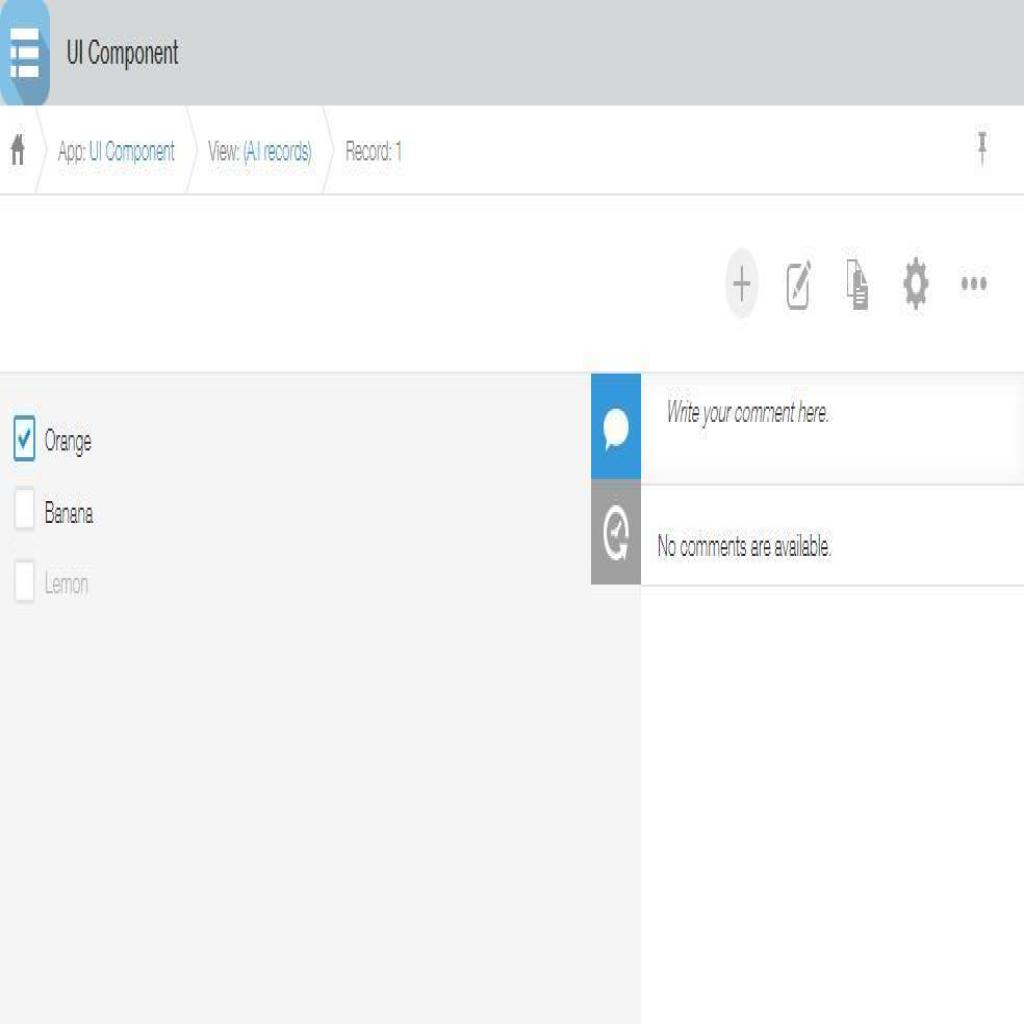 UI Component
App: UI Component View: (All records) Record: 1
Orange
Banana
Lemon
Write your comment here.
No comments are available.